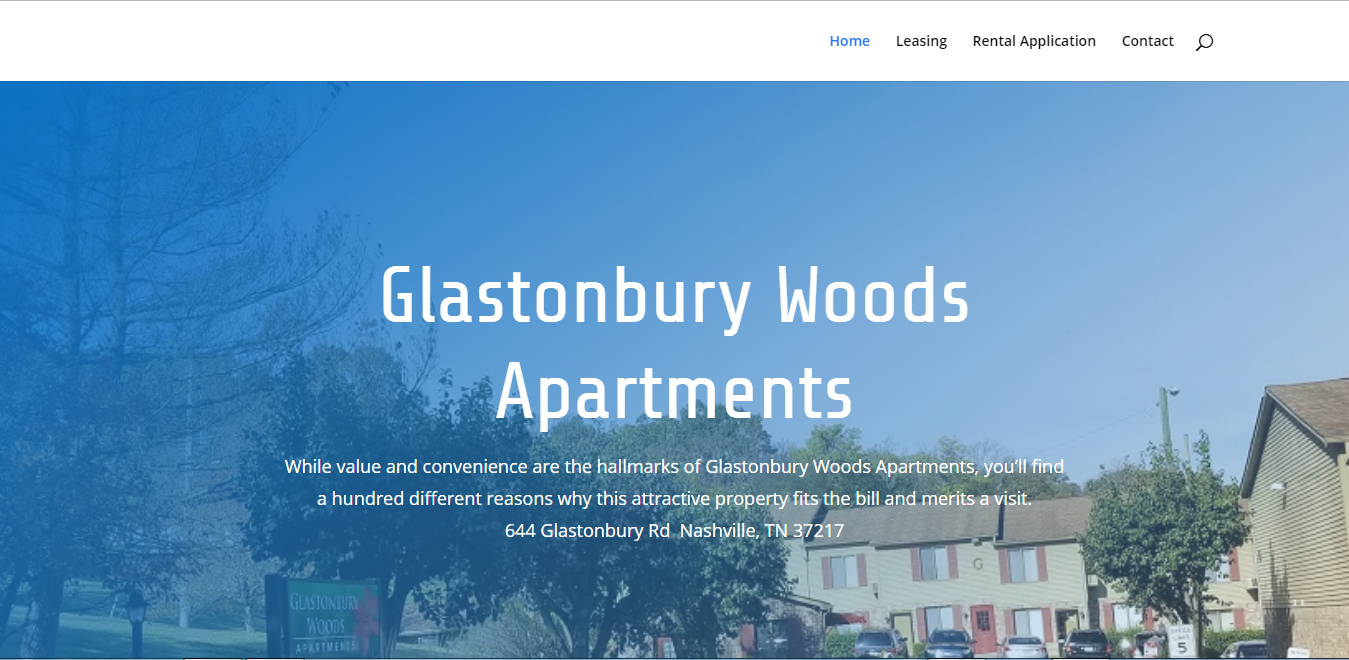 Home Leasing Rental Application Contact
Glastonbury Woods
Apartments
While value and convenience are the hallmarks of Glastonbury Woods Apartments, you’ll find
a hundred different reasons why this attractive property fits the bill and merits a visit.
644 Glastonbury Rd  Nashville, TN 37217
G
GLASTONBURY
WOODS
APARTMENTS
SPEED
LIMIT
5